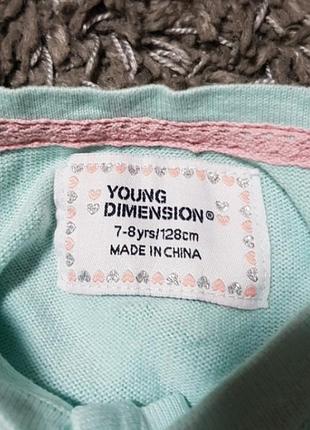 YOUNG
DIMENSION®
7-8yrs/128cm
MADE IN CHINA